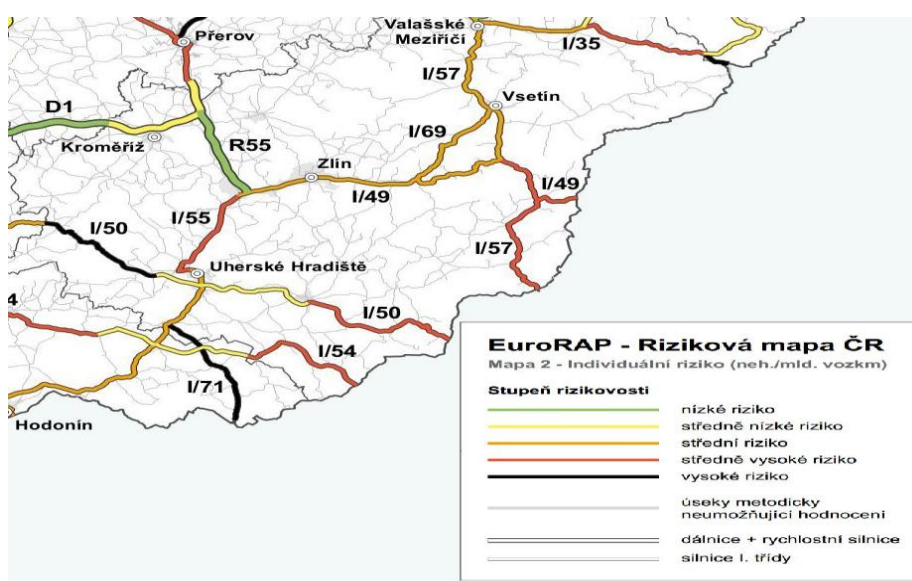 Přerov
Valašské
Meziříčí
I/35
I/57
D1
Vsetín
I/69
Kroměříž
R55
Zlín
I/49
I/49
I/55
I/50
I/57
Uherské Hradiště
4
I/50
I/54
I/71
Hodonín
EuroRAP - Riziková mapa ČR
Mapa 2 - Individuální riziko (neh./mld. vozkm)
Stupeň rizikovosti
nízké riziko
středně nízké riziko
střední riziko
středně vysoké riziko
vysoké riziko
úseky metodicky
neumožňující hodnocení
dálnice + rychlostní silnice
silnice I. třídy